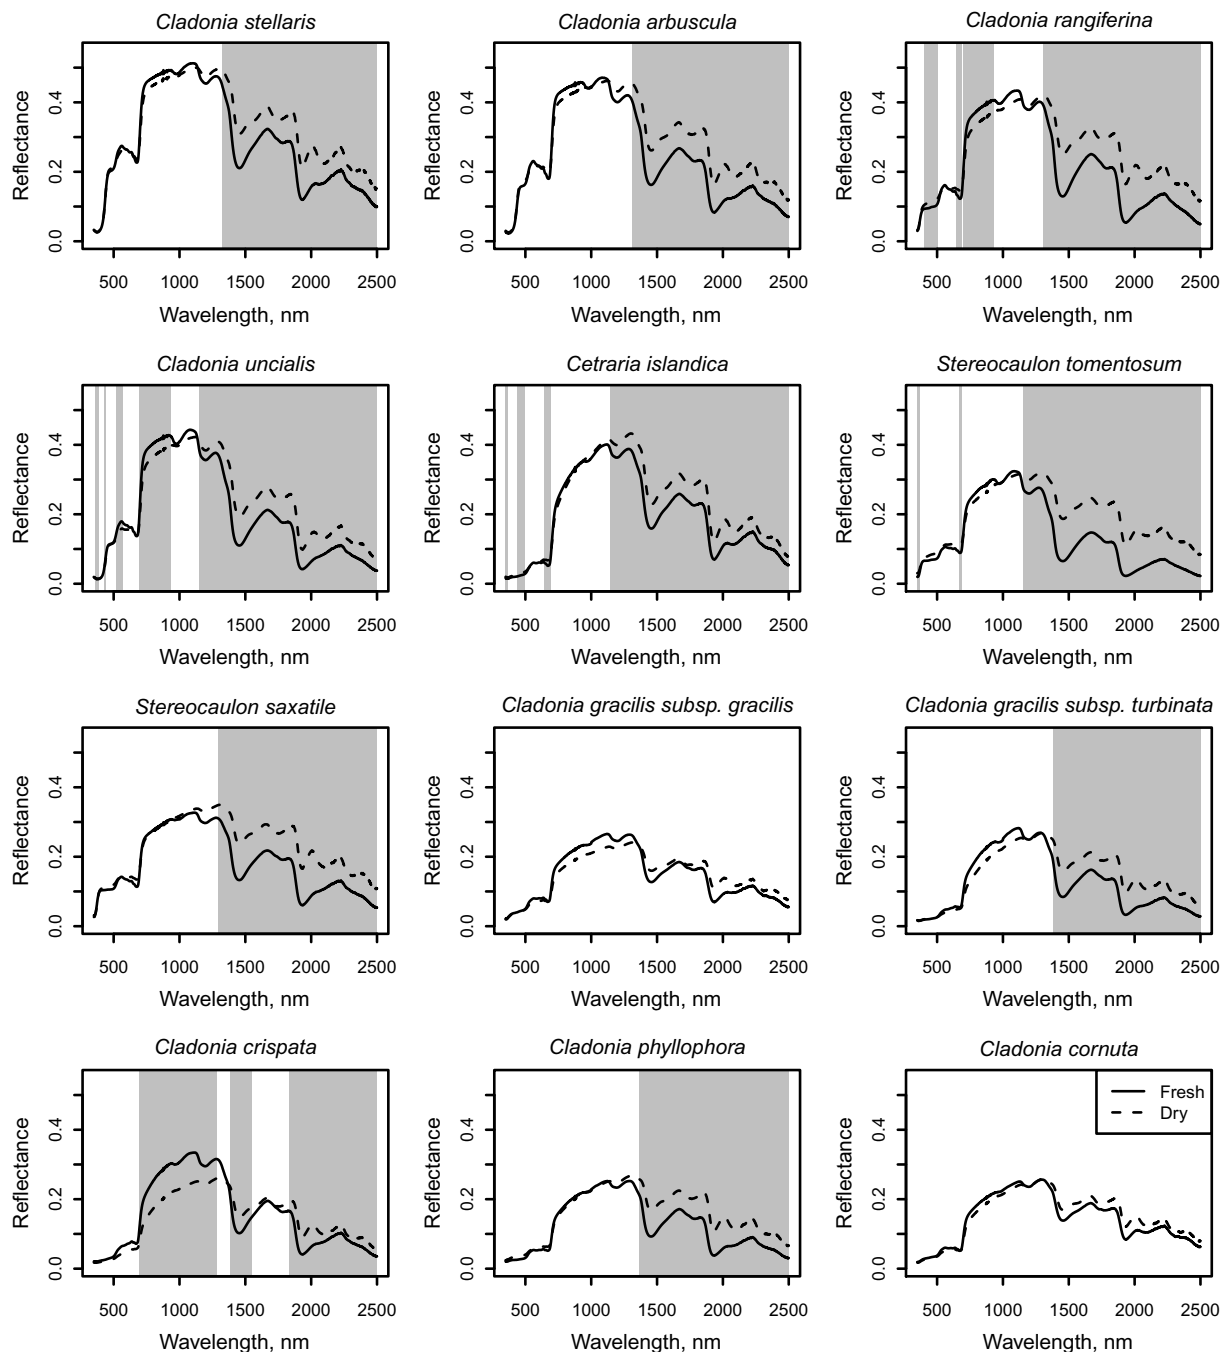 Cladonia stellaris
Cladonia arbuscula
Cladonia rangiferina
Reflectance
0.0
0.2
0.4
500
1000
1500
2000
2500
Wavelength, nm
Reflectance
0.0
0.2
0.4
500
1000
1500
2000
2500
Wavelength, nm
Reflectance
0.0
0.2
0.4
500
1000
1500
2000
2500
Wavelength, nm
Cladonia uncialis
Cetraria islandica
Stereocaulon tomentosum
Reflectance
0.0
0.2
0.4
500
1000
1500
2000
2500
Wavelength, nm
Reflectance
0.0
0.2
0.4
500
1000
1500
2000
2500
Wavelength, nm
Reflectance
0.0
0.2
0.4
500
1000
1500
2000
2500
Wavelength, nm
Stereocaulon saxatile
Cladonia gracilis subsp. gracilis
Cladonia gracilis subsp. turbinata
Reflectance
0.0
0.2
0.4
500
1000
1500
2000
2500
Wavelength, nm
Reflectance
0.0
0.2
0.4
500
1000
1500
2000
2500
Wavelength, nm
Reflectance
0.0
0.2
0.4
500
1000
1500
2000
2500
Wavelength, nm
Cladonia crispata
Cladonia phyllophora
Cladonia cornuta
Reflectance
0.0
0.2
0.4
500
1000
1500
2000
2500
Wavelength, nm
Reflectance
0.0
0.2
0.4
500
1000
1500
2000
2500
Wavelength, nm
Reflectance
0.0
0.2
0.4
Fresh
Dry
500
1000
1500
2000
2500
Wavelength, nm